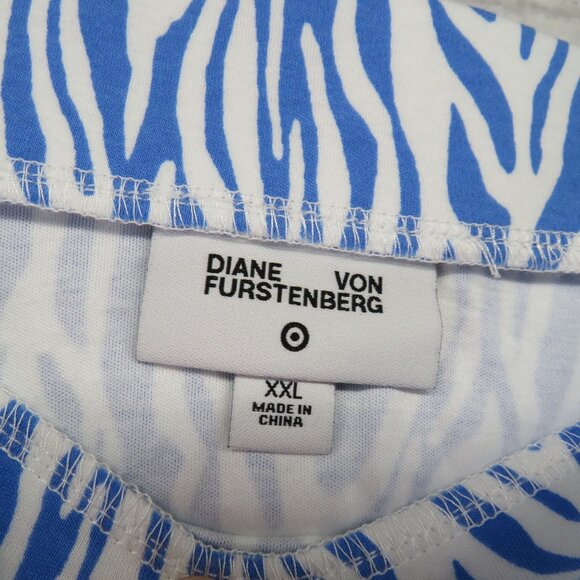 DIANE VON
FURSTENBERG
XXL
MADE IN
CHINA